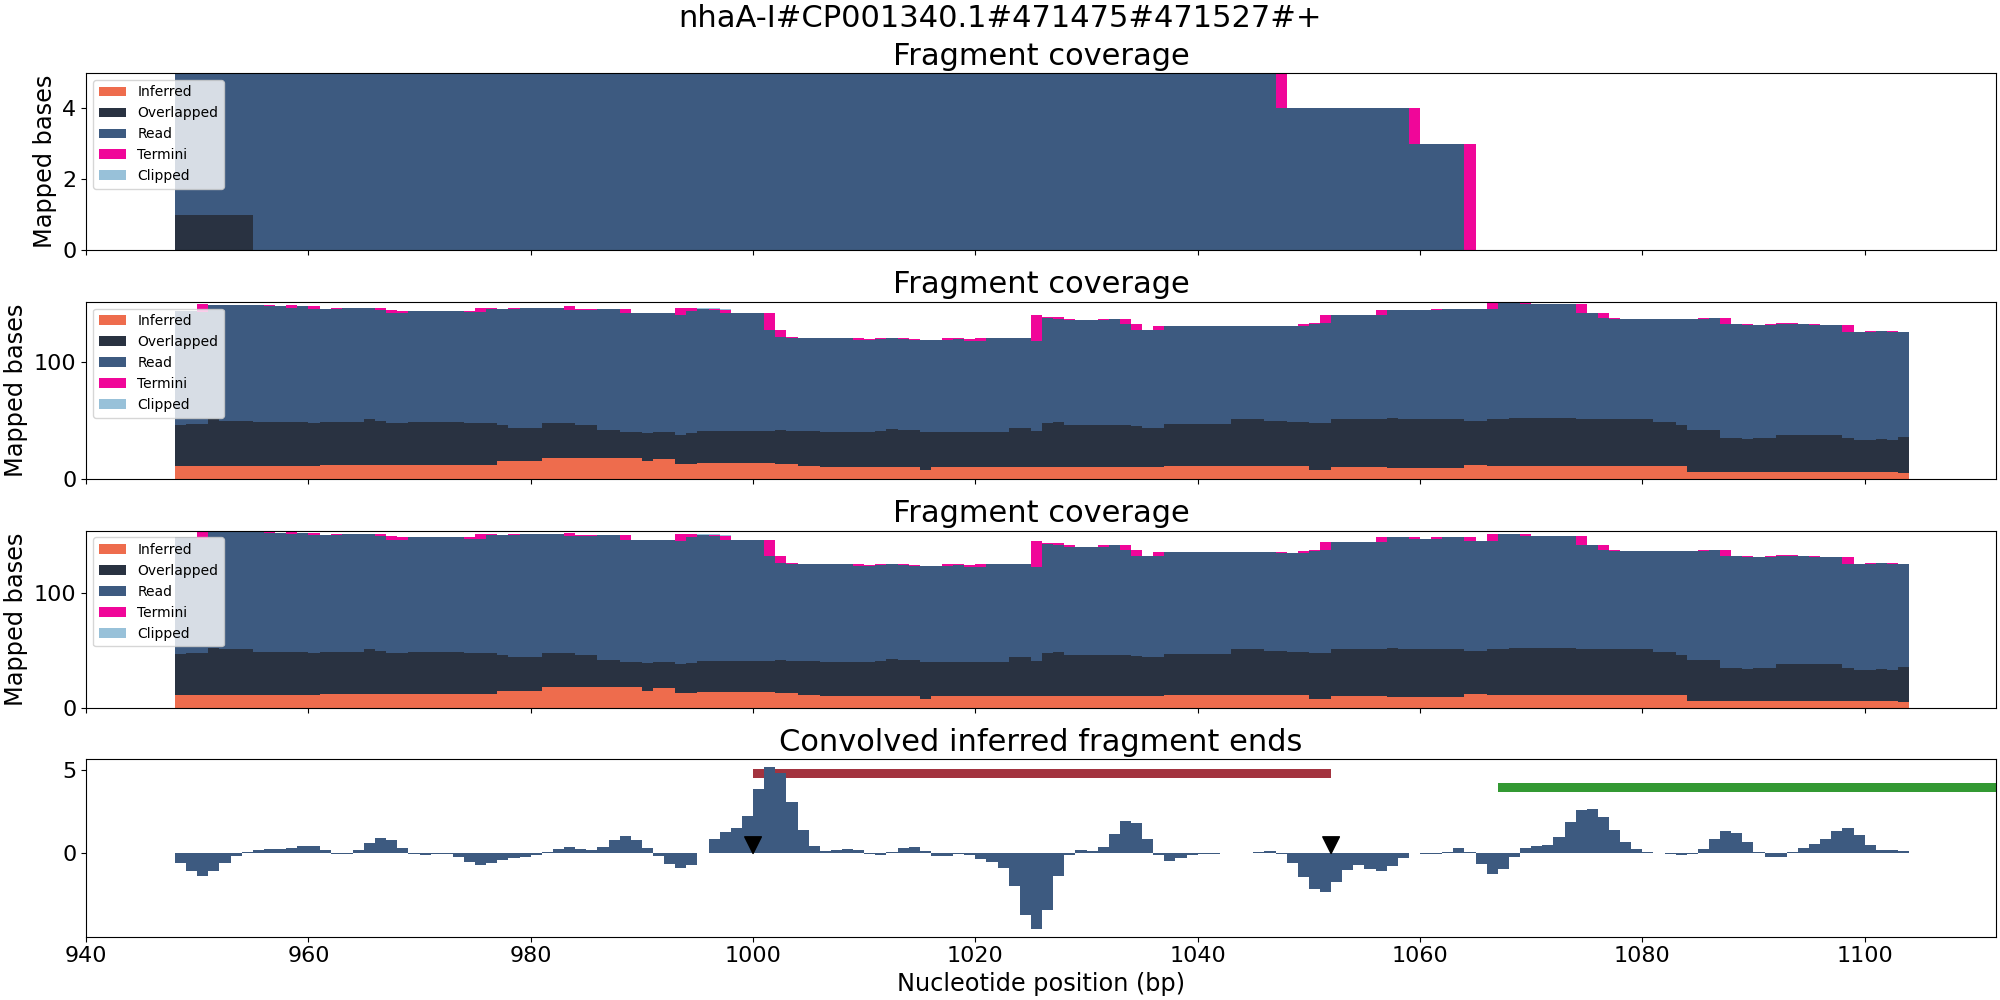 nhaA-I#CP001340.1#471475#471527#+
Fragment coverage
Mapped bases
4
2
0
Inferred
Overlapped
Read
Termini
Clipped
Fragment coverage
Mapped bases
100
0
Inferred
Overlapped
Read
Termini
Clipped
Fragment coverage
Mapped bases
100
0
Inferred
Overlapped
Read
Termini
Clipped
Convolved inferred fragment ends
5
0
940 960 980 1000 1020 1040 1060 1080 1100
Nucleotide position (bp)